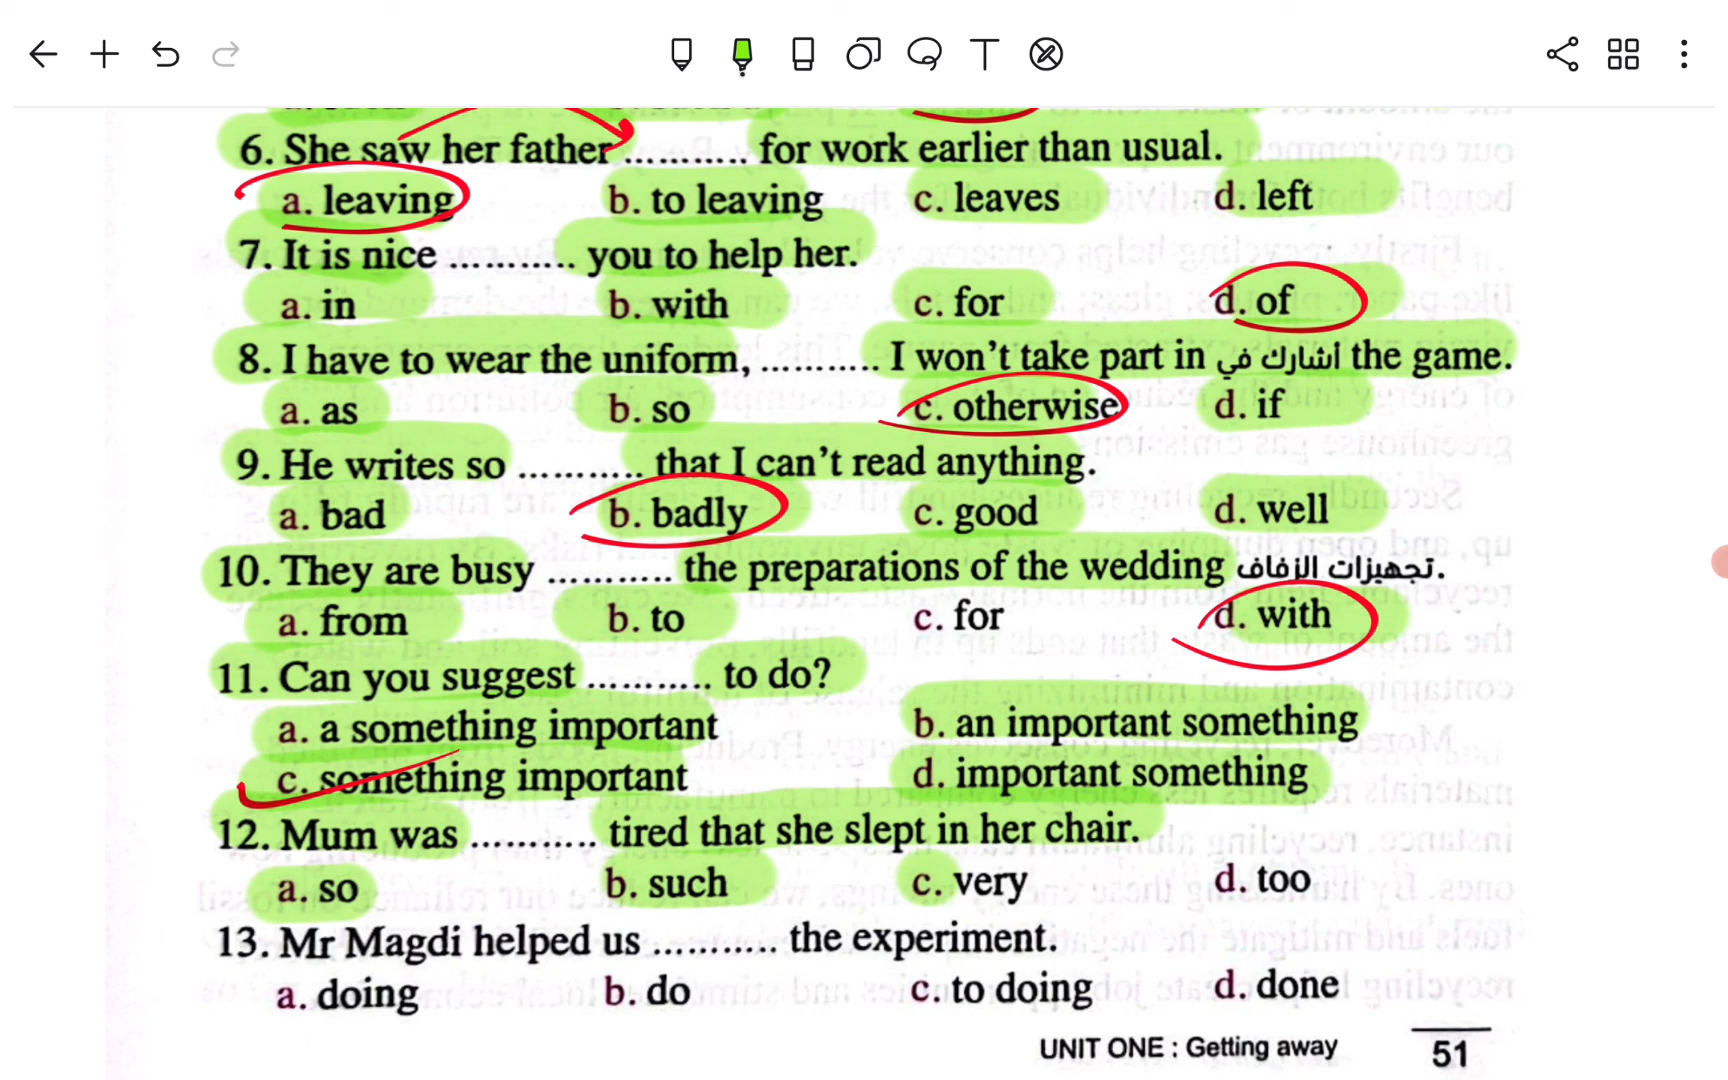 6. She saw her father ........... for work earlier than usual.
a. leaving b. to leaving c. leaves d. left
7. It is nice ........... you to help her.
a. in b. with c. for d. of
8. I have to wear the uniform, ........... I won't take part in اشارك في the game.
a. as b. so c. otherwise d. if
9. He writes so ........... that I can't read anything.
a. bad b. badly c. good d. well
10. They are busy ........... the preparations of the wedding تجهيزات الزفاف.
a. from b. to c. for d. with
11. Can you suggest ........... to do?
a. a something important b. an important something
c. something important d. important something
12. Mum was ........... tired that she slept in her chair.
a. so b. such c. very d. too
13. Mr Magdi helped us ........... the experiment.
a. doing b. do c. to doing d. done
UNIT ONE : Getting away 51